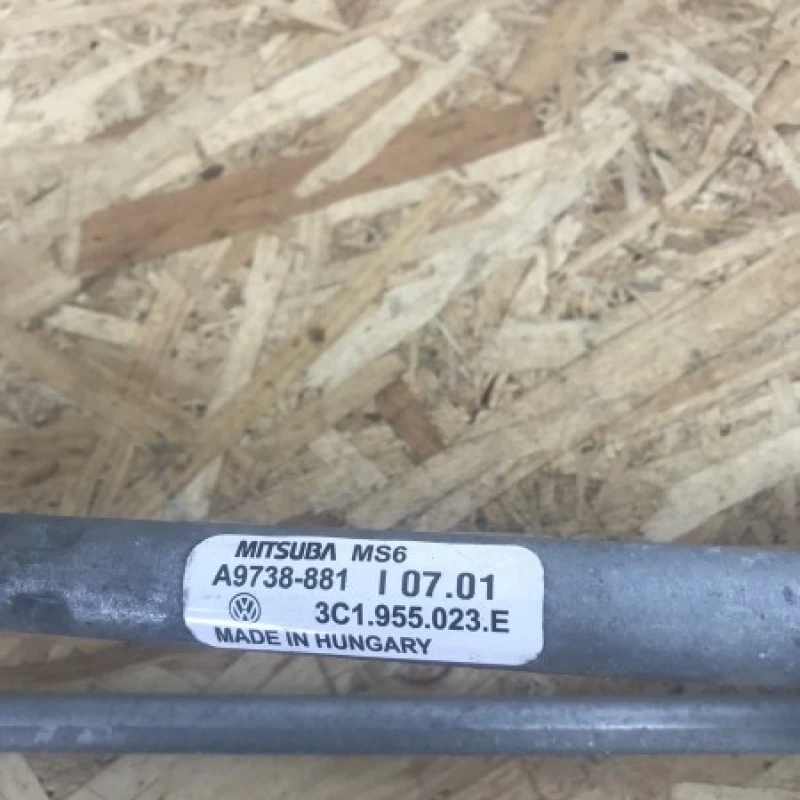 MITSUBA MS6
A9738-881 I 07.01
3C1.955.023.E
MADE IN HUNGARY